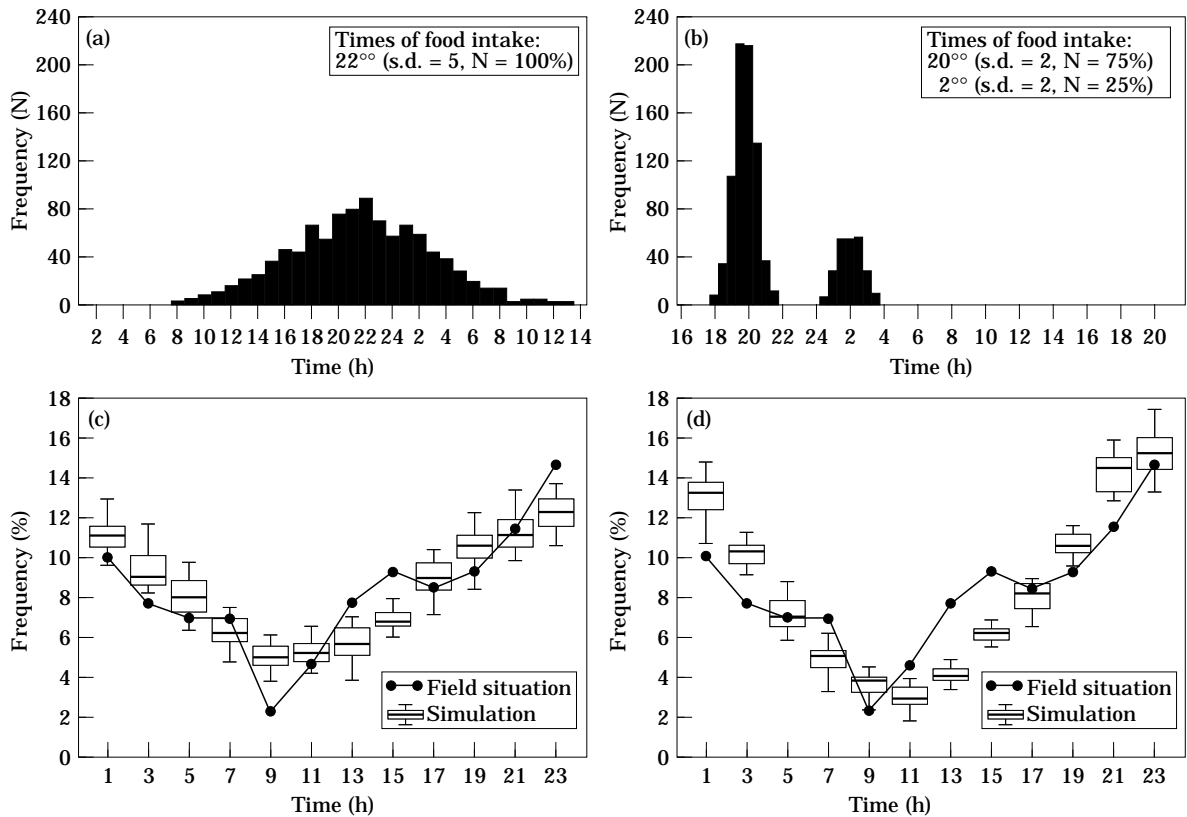 (a)
Times of food intake:
22°° (s.d. = 5, N = 100%)
240
200
160
120
80
40
0
Frequency (N)
2 4 6 8 10 12 14 16 18 20 22 24 2 4 6 8 10 12 14
Time (h)
(b)
Times of food intake:
20°° (s.d. = 2, N = 75%)
2°° (s.d. = 2, N = 25%)
240
200
160
120
80
40
0
Frequency (N)
16 18 20 22 24 2 4 6 8 10 12 14 16 18 20
Time (h)
(c)
18
16
14
12
10
8
6
4
2
0
Frequency (%)
Field situation
Simulation
1 3 5 7 9 11 13 15 17 19 21 23
Time (h)
(d)
18
16
14
12
10
8
6
4
2
0
Frequency (%)
Field situation
Simulation
1 3 5 7 9 11 13 15 17 19 21 23
Time (h)